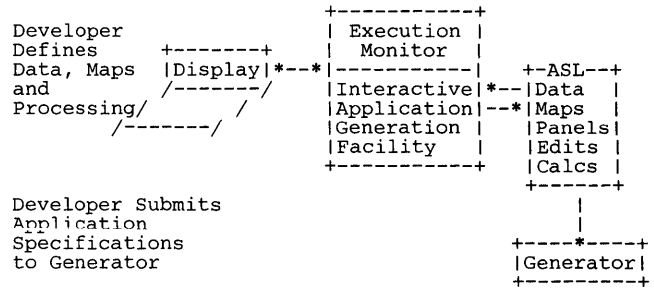 Developer
Defines
Data, Maps
and
Processing
Display
Execution
Monitor
Interactive
Application
Generation
Facility
ASL
Data
Maps
Panels
Edits
Calcs
Developer Submits
Application
Specifications
to Generator
Generator